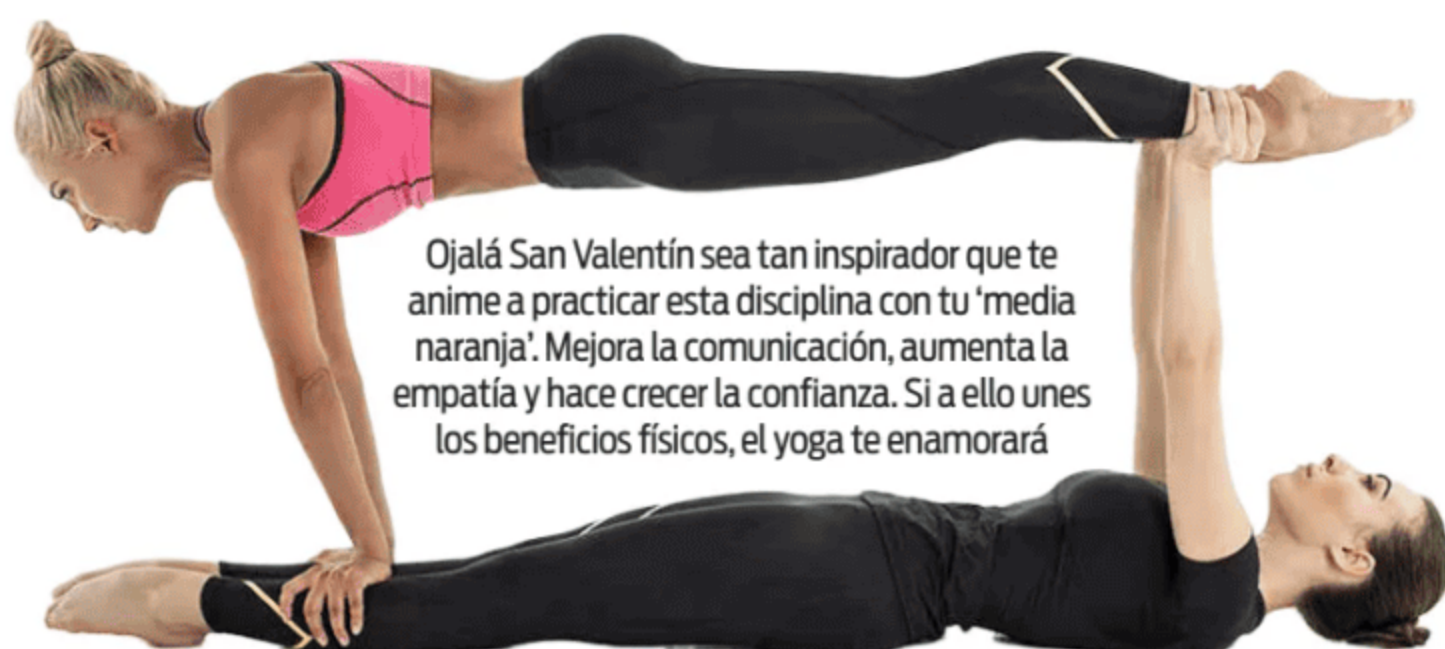 Ojalá San Valentín sea tan inspirador que te
anime a practicar esta disciplina con tu ‘media
naranja’. Mejora la comunicación, aumenta la
empatía y hace crecer la confianza. Si a ello unes
los beneficios físicos, el yoga te enamorará